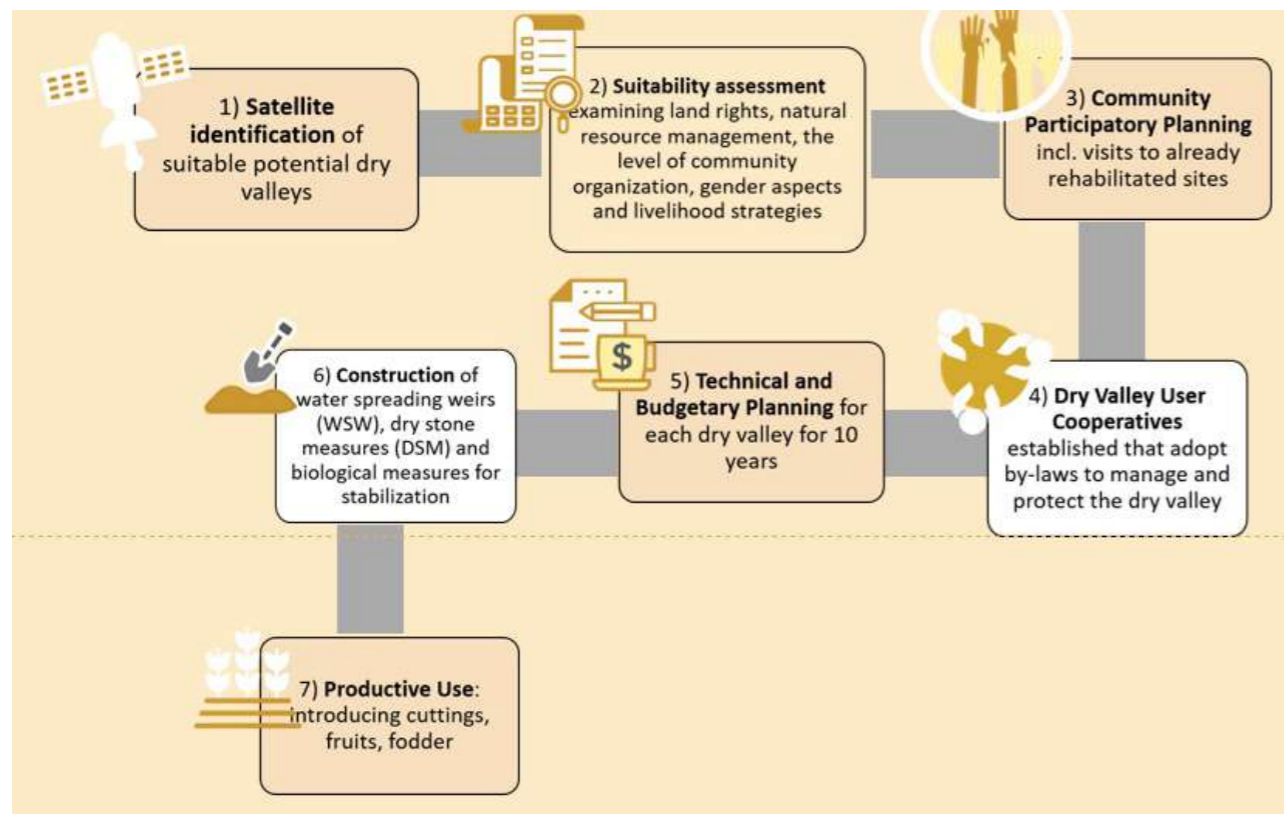 1) Satellite
identification of
suitable potential dry
valleys
2) Suitability assessment
examining land rights, natural
resource management, the
level of community
organization, gender aspects
and livelihood strategies
3) Community
Participatory Planning
incl. visits to already
rehabilitated sites
4) Dry Valley User
Cooperatives
established that adopt
by-laws to manage and
protect the dry valley
$
5) Technical and
Budgetary Planning for
each dry valley for 10
years
6) Construction of
water spreading weirs
(WSW), dry stone
measures (DSM) and
biological measures for
stabilization
7) Productive Use:
introducing cuttings,
fruits, fodder